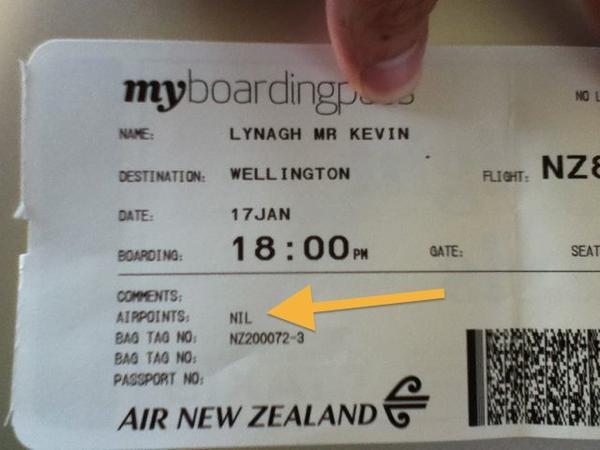 myboardingpass
NO
NAME: LYNAGH MR KEVIN
DESTINATION: WELLINGTON FLIGHT: NZ8
DATE: 17JAN
BOARDING: 18:00PM GATE: SEAT
COMMENTS:
AIRPOINTS: NIL
BAG TAG NO: NZ200072-3
BAG TAG NO:
PASSPORT NO:
AIR NEW ZEALAND